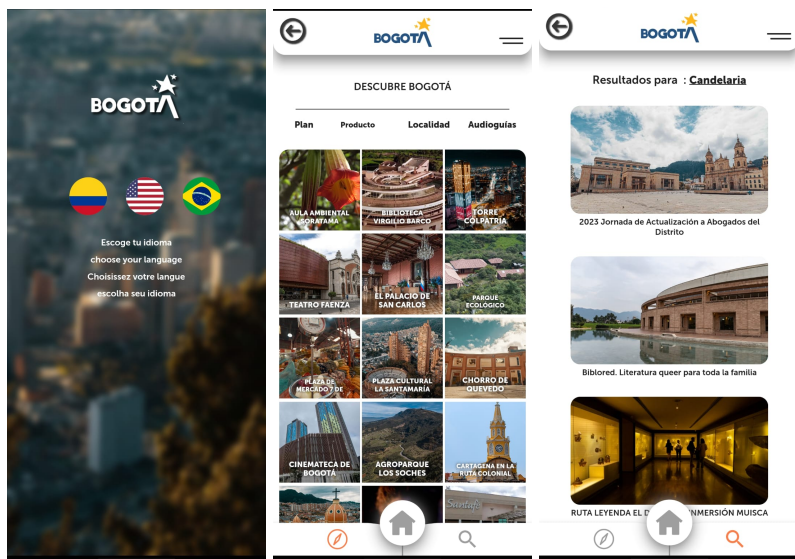 BOGOTA
Escoge tu idioma
choose your language
Choisissez votre langue
escolha seu idioma
BOGOTA
DESCUBRE BOGOTÁ
Plan Producto Localidad Audioguías
AULA AMBIENTAL
SORATAMA
BIBLIOTECA
VIRGILIO BARCO
TORRE
COLPATRIA
TEATRO FAENZA
EL PALACIO DE
SAN CARLOS
PARQUE
ECOLÓGICO
PLAZA DE
MERCADO 7 DE
PLAZA CULTURAL
LA SANTAMARÍA
CHORRO DE
QUEVEDO
CINEMATECA DE
BOGOTÁ
AGROPARQUE
LOS SOCHES
CARTAGENA EN LA
RUTA COLONIAL
Santafé
BOGOTA
Resultados para : Candelaria
2023 Jornada de Actualización a Abogados del
Distrito
Biblored. Literatura queer para toda la familia
RUTA LEYENDA EL INMERSIÓN MUISCA